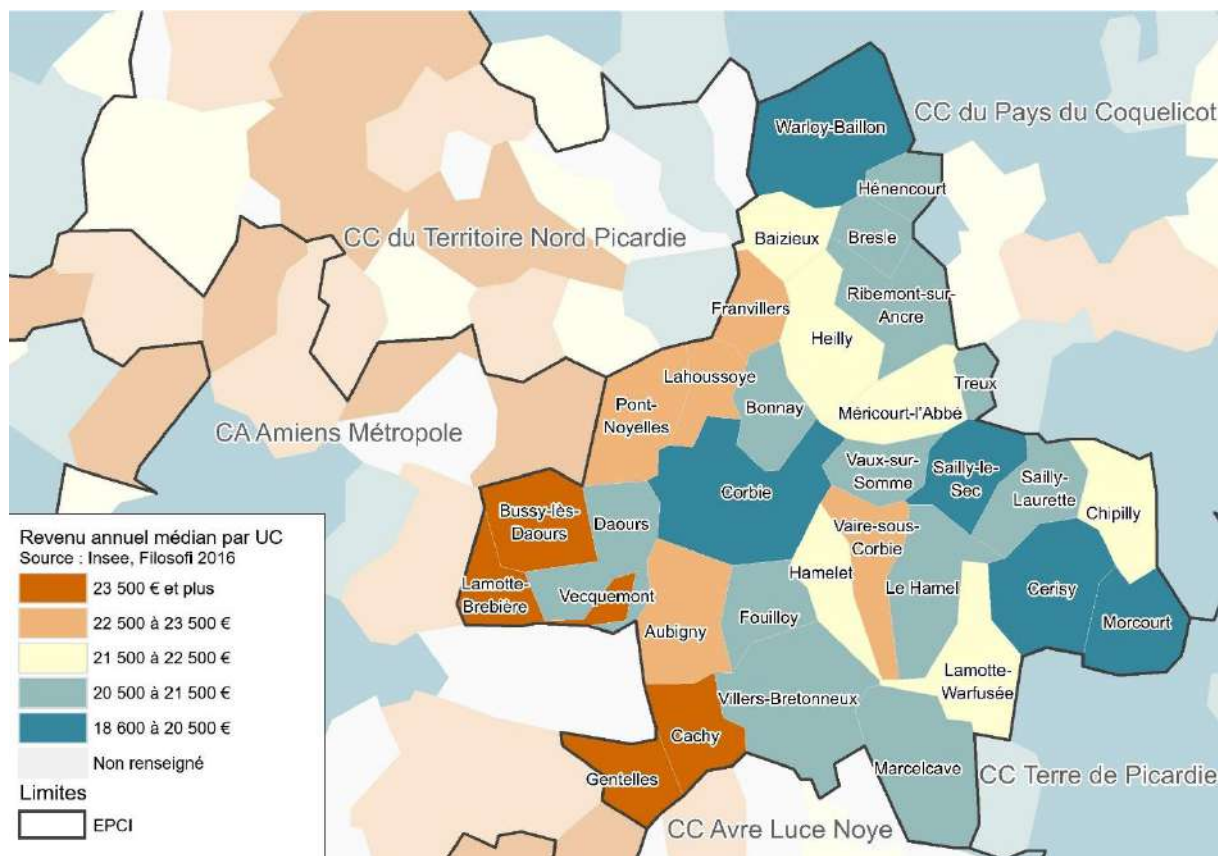 Warloy-Baillon
CC du Pays du Coquelicot
Hénencourt
CC du Territoire Nord Picardie
Baizieux
Bresle
Ribemont-sur-
Ancre
Franvillers
Heilly
Lahoussoye
Treux
Pont-
Noyelles
Bonnay
Méricourt-l'Abbé
CA Amiens Métropole
Vaux-sur-
Somme
Sailly-le-
Sec
Sailly-
Laurette
Corbie
Chipilly
Bussy-lès-
Daours
Daours
Vaire-sous-
Corbie
Hamelet
Le Hamel
Cerisy
Lamotte-
Brebière
Vecquemont
Morcourt
Fouilloy
Aubigny
Lamotte-
Warfusée
Villers-Bretonneux
Cachy
Marcelcave
CC Terre de Picardie
Gentelles
CC Avre Luce Noye
Revenu annuel médian par UC
Source : Insee, Filosofi 2016
23 500 € et plus
22 500 à 23 500 €
21 500 à 22 500 €
20 500 à 21 500 €
18 600 à 20 500 €
Non renseigné
Limites
EPCI